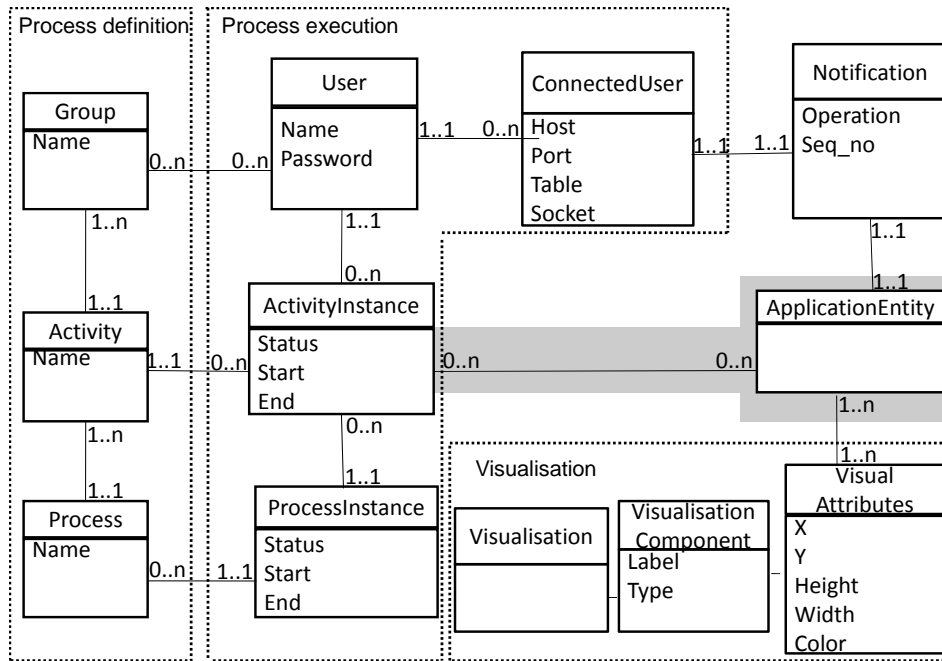 Process definition
Process execution
Group
Name
User
Name
Password
ConnectedUser
Host
Port
Table
Socket
Notification
Operation
Seq_no
0..n
0..n
1..1
0..n
1..1
1..1
1..n
1..1
1..1
0..n
1..1
1..1
Activity
Name
ActivityInstance
Status
Start
End
ApplicationEntity
1..1
0..n
0..n
0..n
1..n
1..1
0..n
1..1
1..n
1..n
Process
Name
ProcessInstance
Status
Start
End
0..n
1..1
Visualisation
Visualisation
Visualisation
Component
Label
Type
Visual
Attributes
X
Y
Height
Width
Color